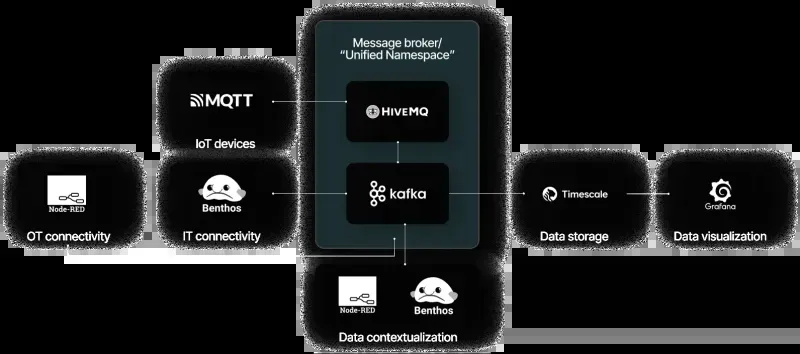 Message broker/
“Unified Namespace”
MQTT
HIVEMQ
IoT devices
Node-RED
Benthos
kafka
Timescale
Grafana
OT connectivity
IT connectivity
Data storage
Data visualization
Node-RED
Benthos
Data contextualization